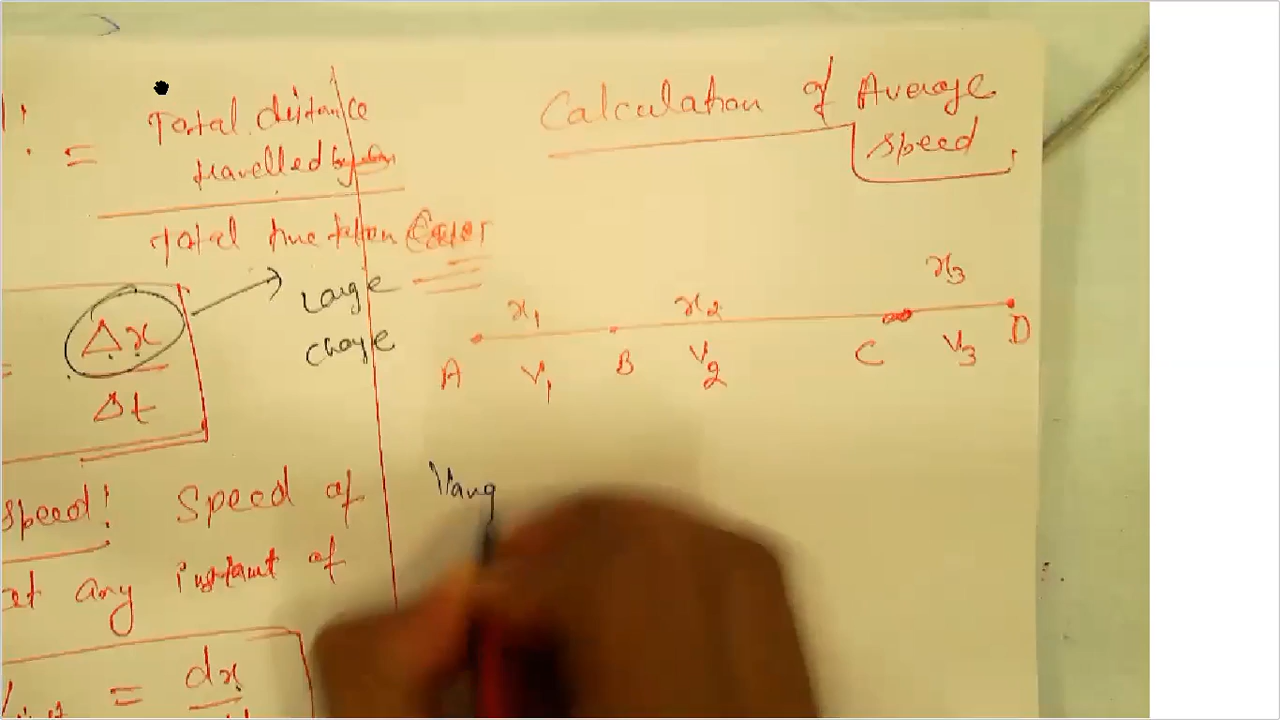 = Total distance
travelled
Total time taken
Δx
Δt
Large
change
speed! Speed of
at any instant of
= dx
Calculation of Average
speed
x1 x2 x3
A V1 B V2 C V3 D
Vavg